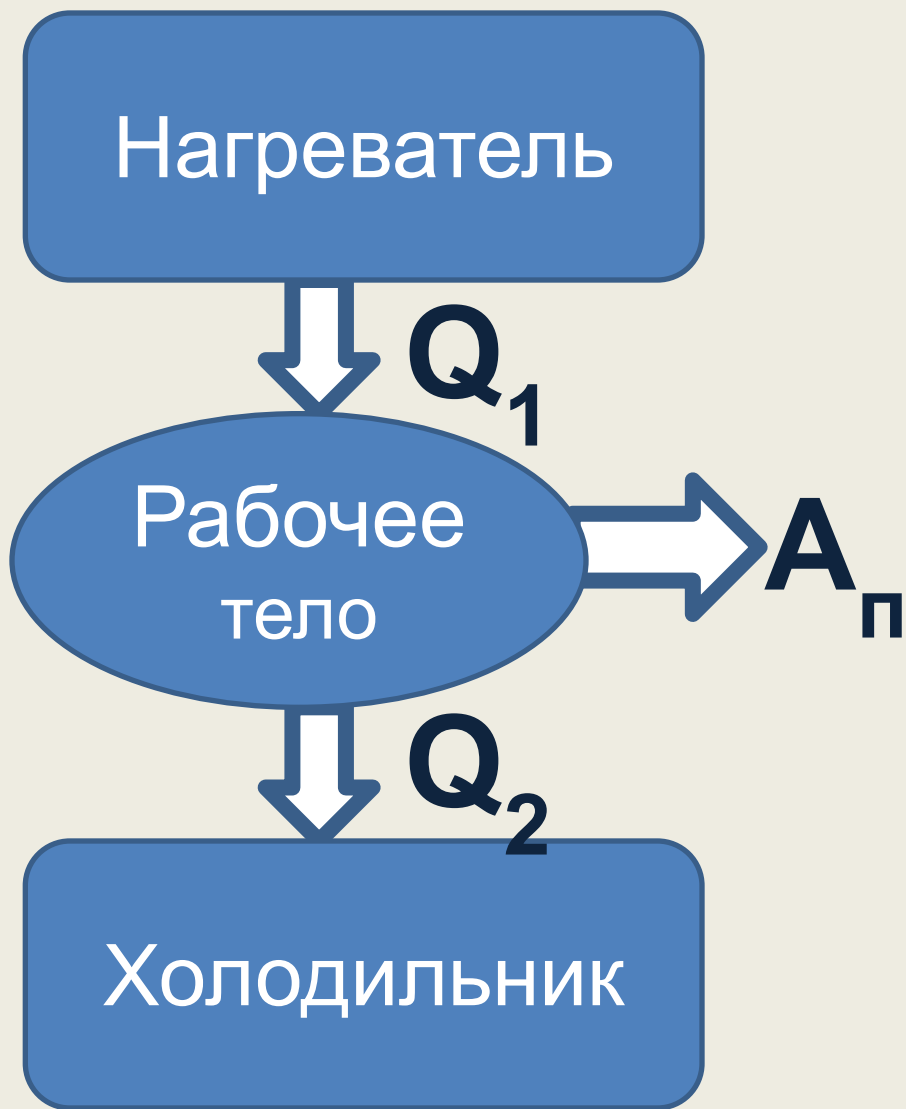 Нагреватель
Q1
Рабочее
тело
Aп
Q2
Холодильник